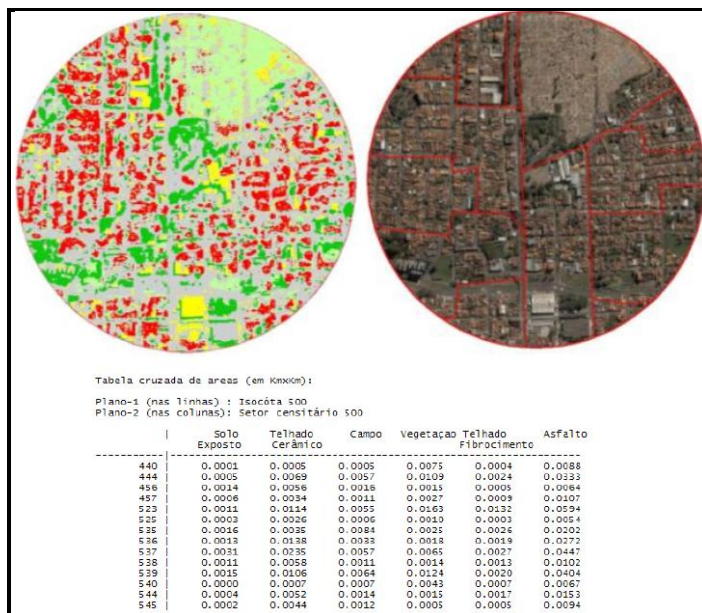 Tabela cruzada de areas (em KmxKm):
Plano-1 (nas linhas) : Isocóta 500
Plano-2 (nas colunas): Setor censitário 500
| Solo Telhado Campo Vegetaçao Telhado Asfalto
Exposto Cerâmico Fibrocimento
440 | 0.0001 0.0005 0.0005 0.0075 0.0004 0.0088
444 | 0.0005 0.0069 0.0057 0.0109 0.0024 0.0333
456 | 0.0014 0.0056 0.0016 0.0015 0.0005 0.0064
457 | 0.0006 0.0034 0.0011 0.0027 0.0009 0.0107
523 | 0.0011 0.0114 0.0055 0.0163 0.0132 0.0594
525 | 0.0003 0.0026 0.0006 0.0010 0.0003 0.0054
535 | 0.0016 0.0035 0.0084 0.0025 0.0026 0.0202
536 | 0.0013 0.0138 0.0033 0.0018 0.0019 0.0272
537 | 0.0031 0.0235 0.0057 0.0065 0.0027 0.0447
538 | 0.0011 0.0058 0.0011 0.0014 0.0013 0.0102
539 | 0.0015 0.0106 0.0064 0.0124 0.0020 0.0404
540 | 0.0000 0.0007 0.0007 0.0043 0.0007 0.0067
544 | 0.0004 0.0052 0.0014 0.0015 0.0017 0.0153
545 | 0.0002 0.0044 0.0012 0.0005 0.0005 0.0094